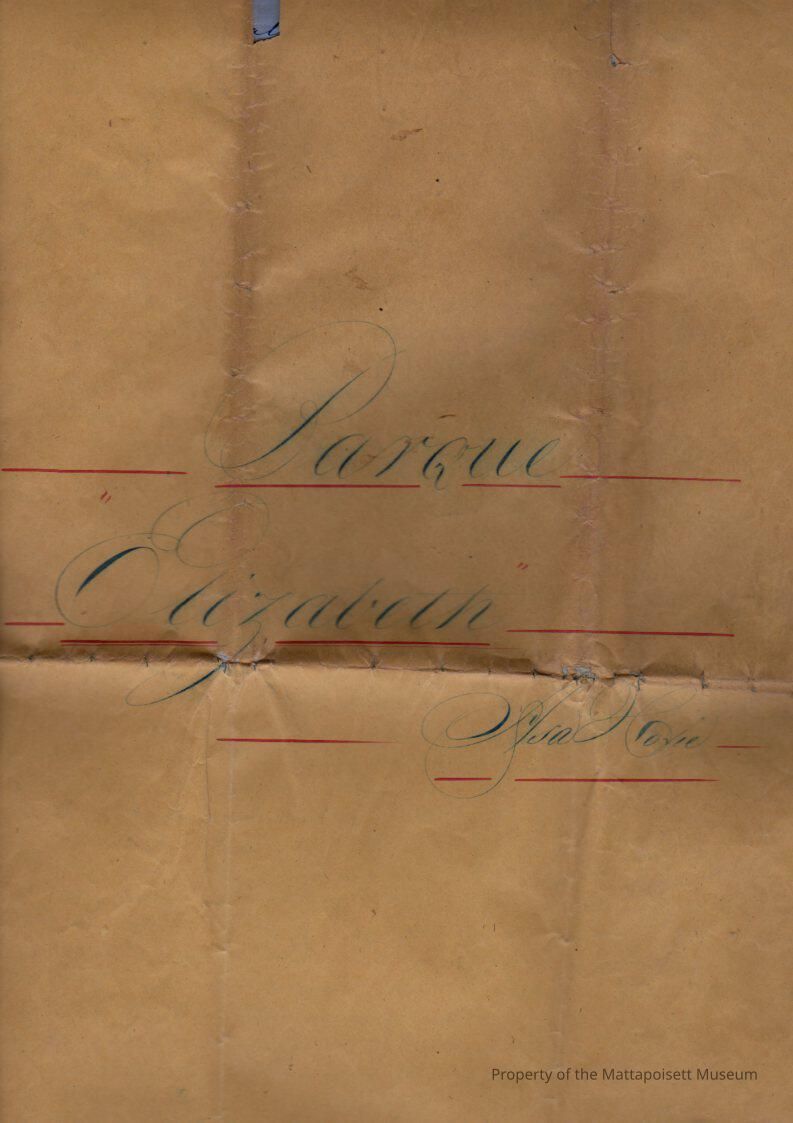 Barque
"Elizabeth"
Asa Hoxie
Property of the Mattapoisett Museum